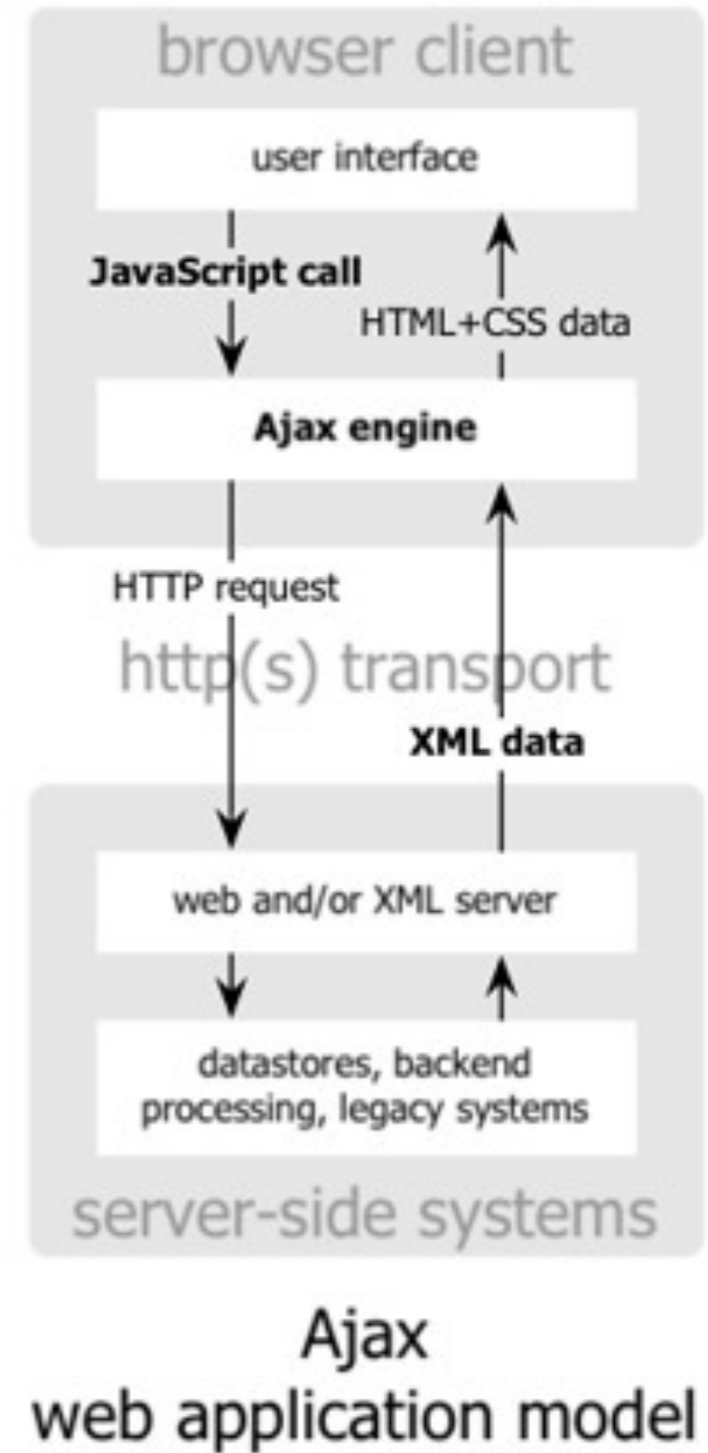 browser client
user interface
JavaScript call
HTML+CSS data
Ajax engine
HTTP request
http(s) transport
XML data
web and/or XML server
datastores, backend
processing, legacy systems
server-side systems
Ajax
web application model